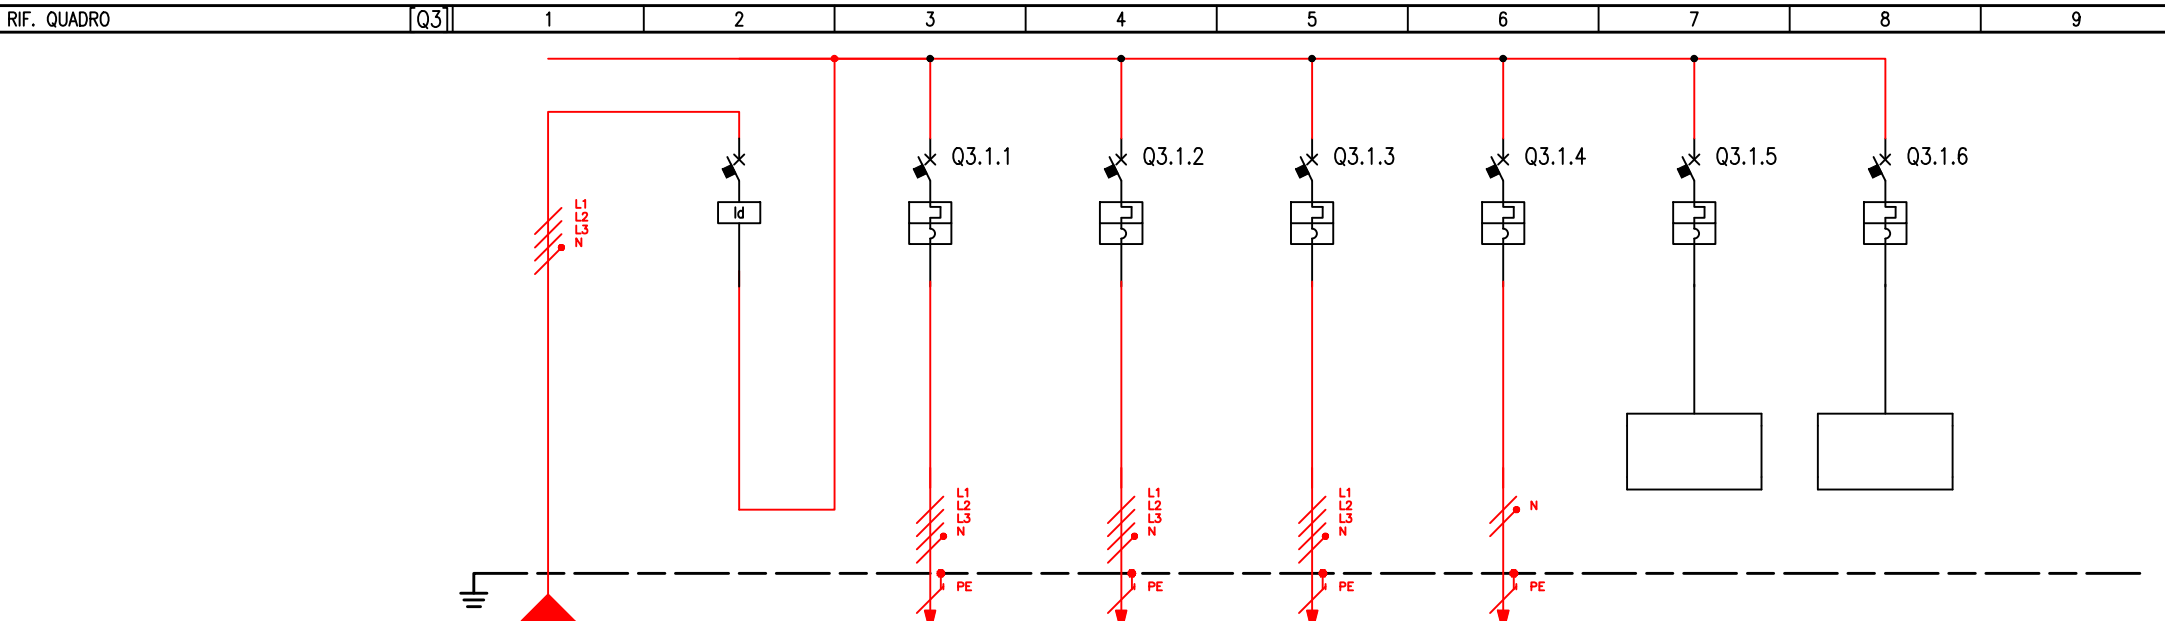 RIF. QUADRO Q3 1 2 3 4 5 6 7 8 9
Q3.1.1 Q3.1.2 Q3.1.3 Q3.1.4 Q3.1.5 Q3.1.6
L1
L2
L3
N
Id
L1
L2
L3
N
PE
L1
L2
L3
N
PE
L1
L2
L3
N
PE
N
PE